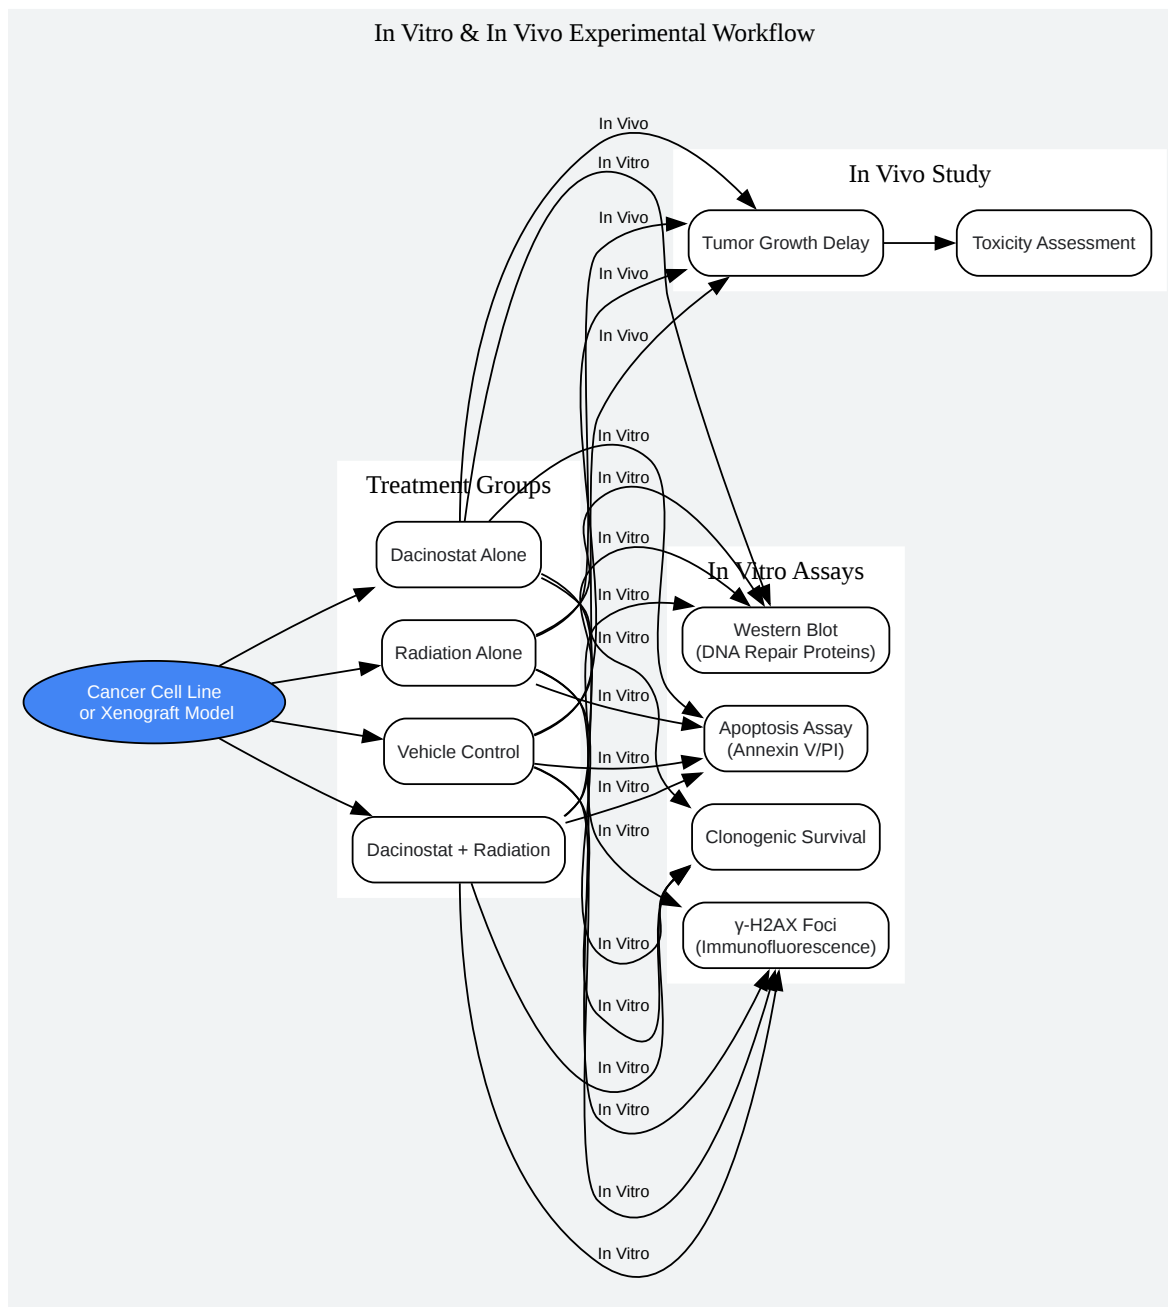 In Vitro & In Vivo Experimental Workflow
In Vivo
In Vitro
In Vivo Study
In Vivo
Tumor Growth Delay
Toxicity Assessment
In Vivo
In Vivo
In Vitro
Treatment Groups
In Vitro
In Vitro
Dacinostat Alone
In Vitro Assays
In Vitro
Western Blot
(DNA Repair Proteins)
In Vitro
Radiation Alone
Cancer Cell Line
or Xenograft Model
In Vitro
Apoptosis Assay
(Annexin V/PI)
Vehicle Control
In Vitro
In Vitro
In Vitro
Clonogenic Survival
Dacinostat + Radiation
γ-H2AX Foci
(Immunofluorescence)
In Vitro
In Vitro
In Vitro
In Vitro
In Vitro
In Vitro